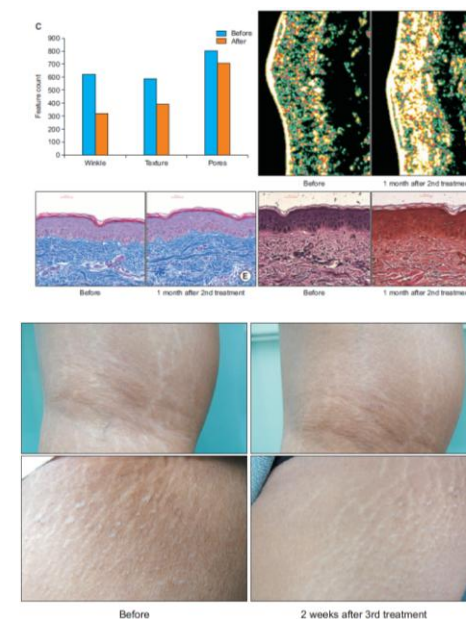 C
Before
After
Feature count
900
800
700
600
500
400
300
200
100
0
Winkle
Texture
Pores
Before
1 month after 2nd treatment
E
Before
1 month after 2nd treatment
Before
1 month after 2nd treatment
Before
2 weeks after 3rd treatment